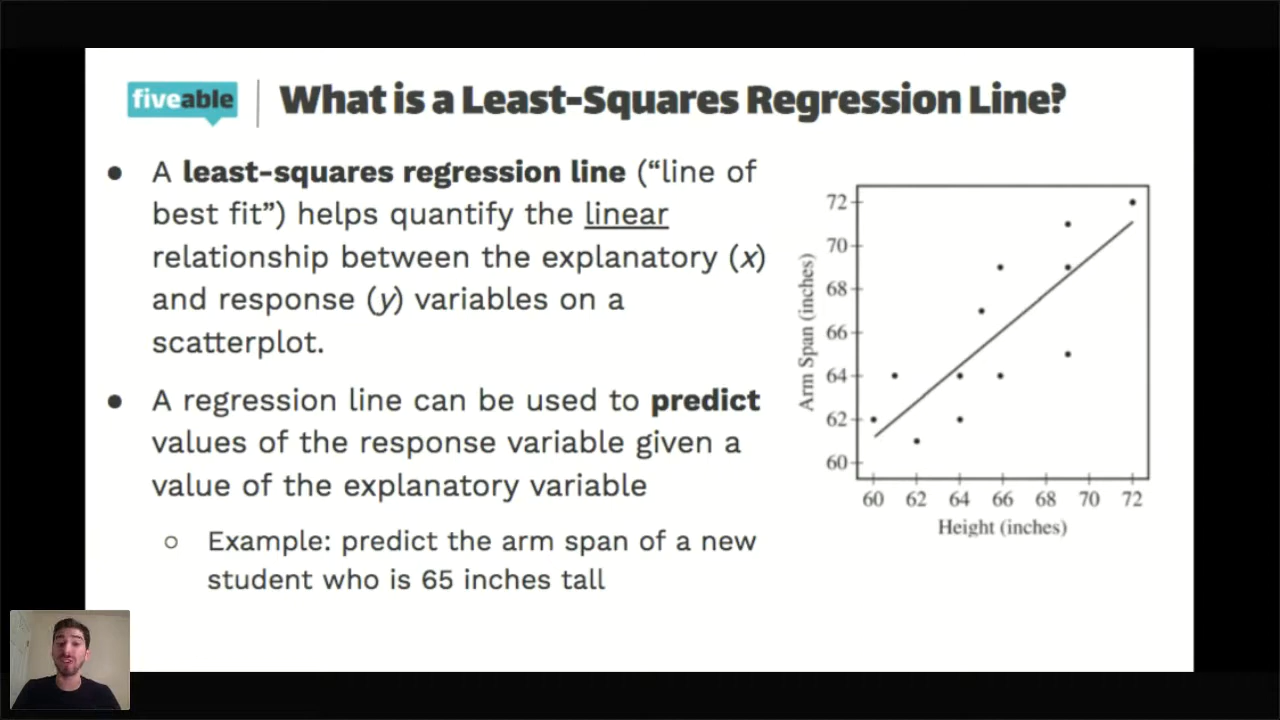 fiveable
What is a Least-Squares Regression Line?
● A least-squares regression line (“line of
best fit”) helps quantify the linear
relationship between the explanatory (x)
and response (y) variables on a
scatterplot.
● A regression line can be used to predict
values of the response variable given a
value of the explanatory variable
○ Example: predict the arm span of a new
student who is 65 inches tall
Arm Span (inches)
72
70
68
66
64
62
60
60 62 64 66 68 70 72
Height (inches)